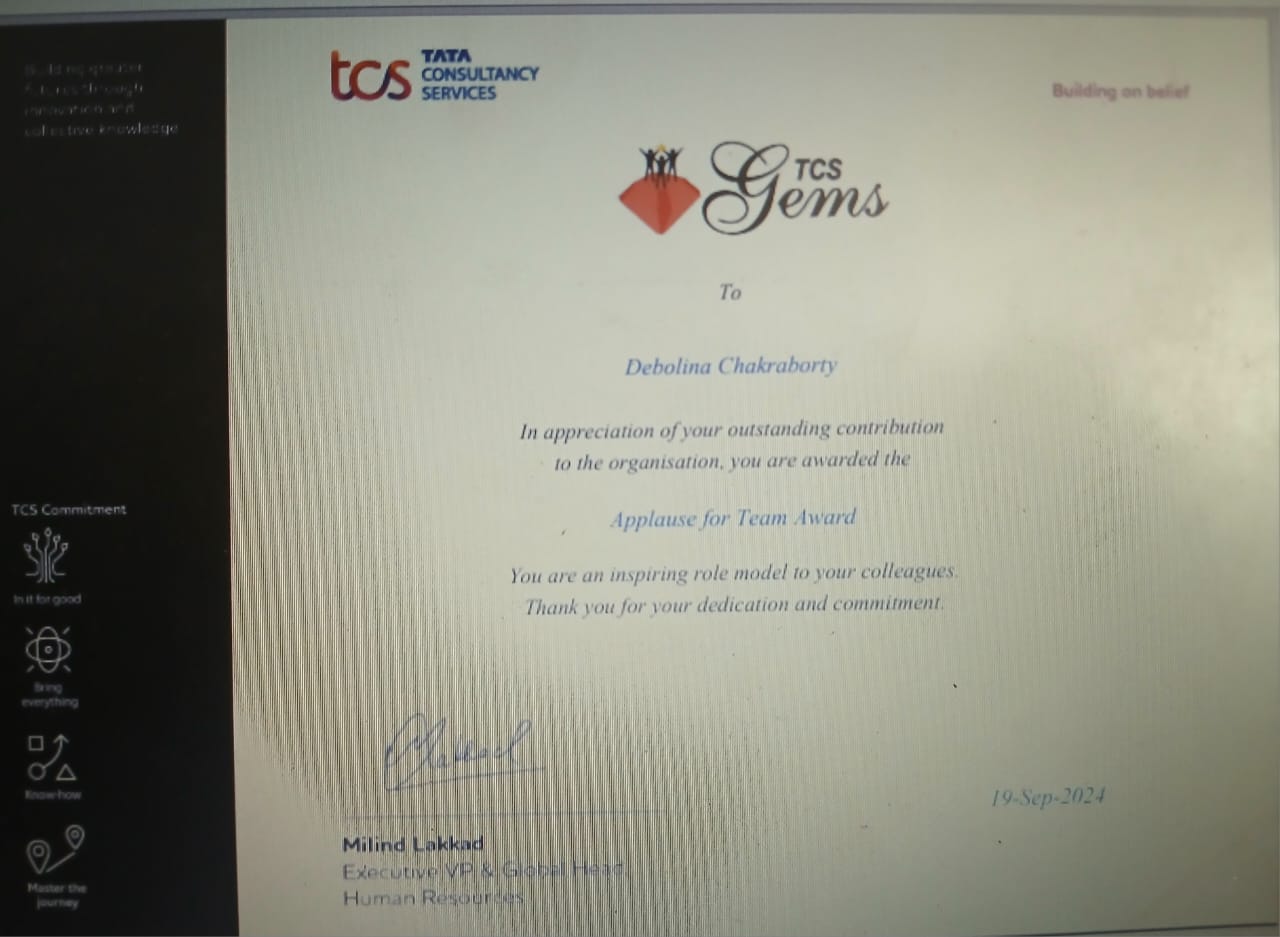 Building greater
futures through
innovation and
collective knowledge
tcs TATA
CONSULTANCY
SERVICES
Building on belief
TCS
Gems
To
Debolina Chakraborty
In appreciation of your outstanding contribution
to the organisation, you are awarded the
Applause for Team Award
You are an inspiring role model to your colleagues.
Thank you for your dedication and commitment.
TCS Commitment
In it for good
Bring
everything
Know-how
Master the
journey
Milind Lakkad
Executive VP & Global Head,
Human Resources
19-Sep-2024